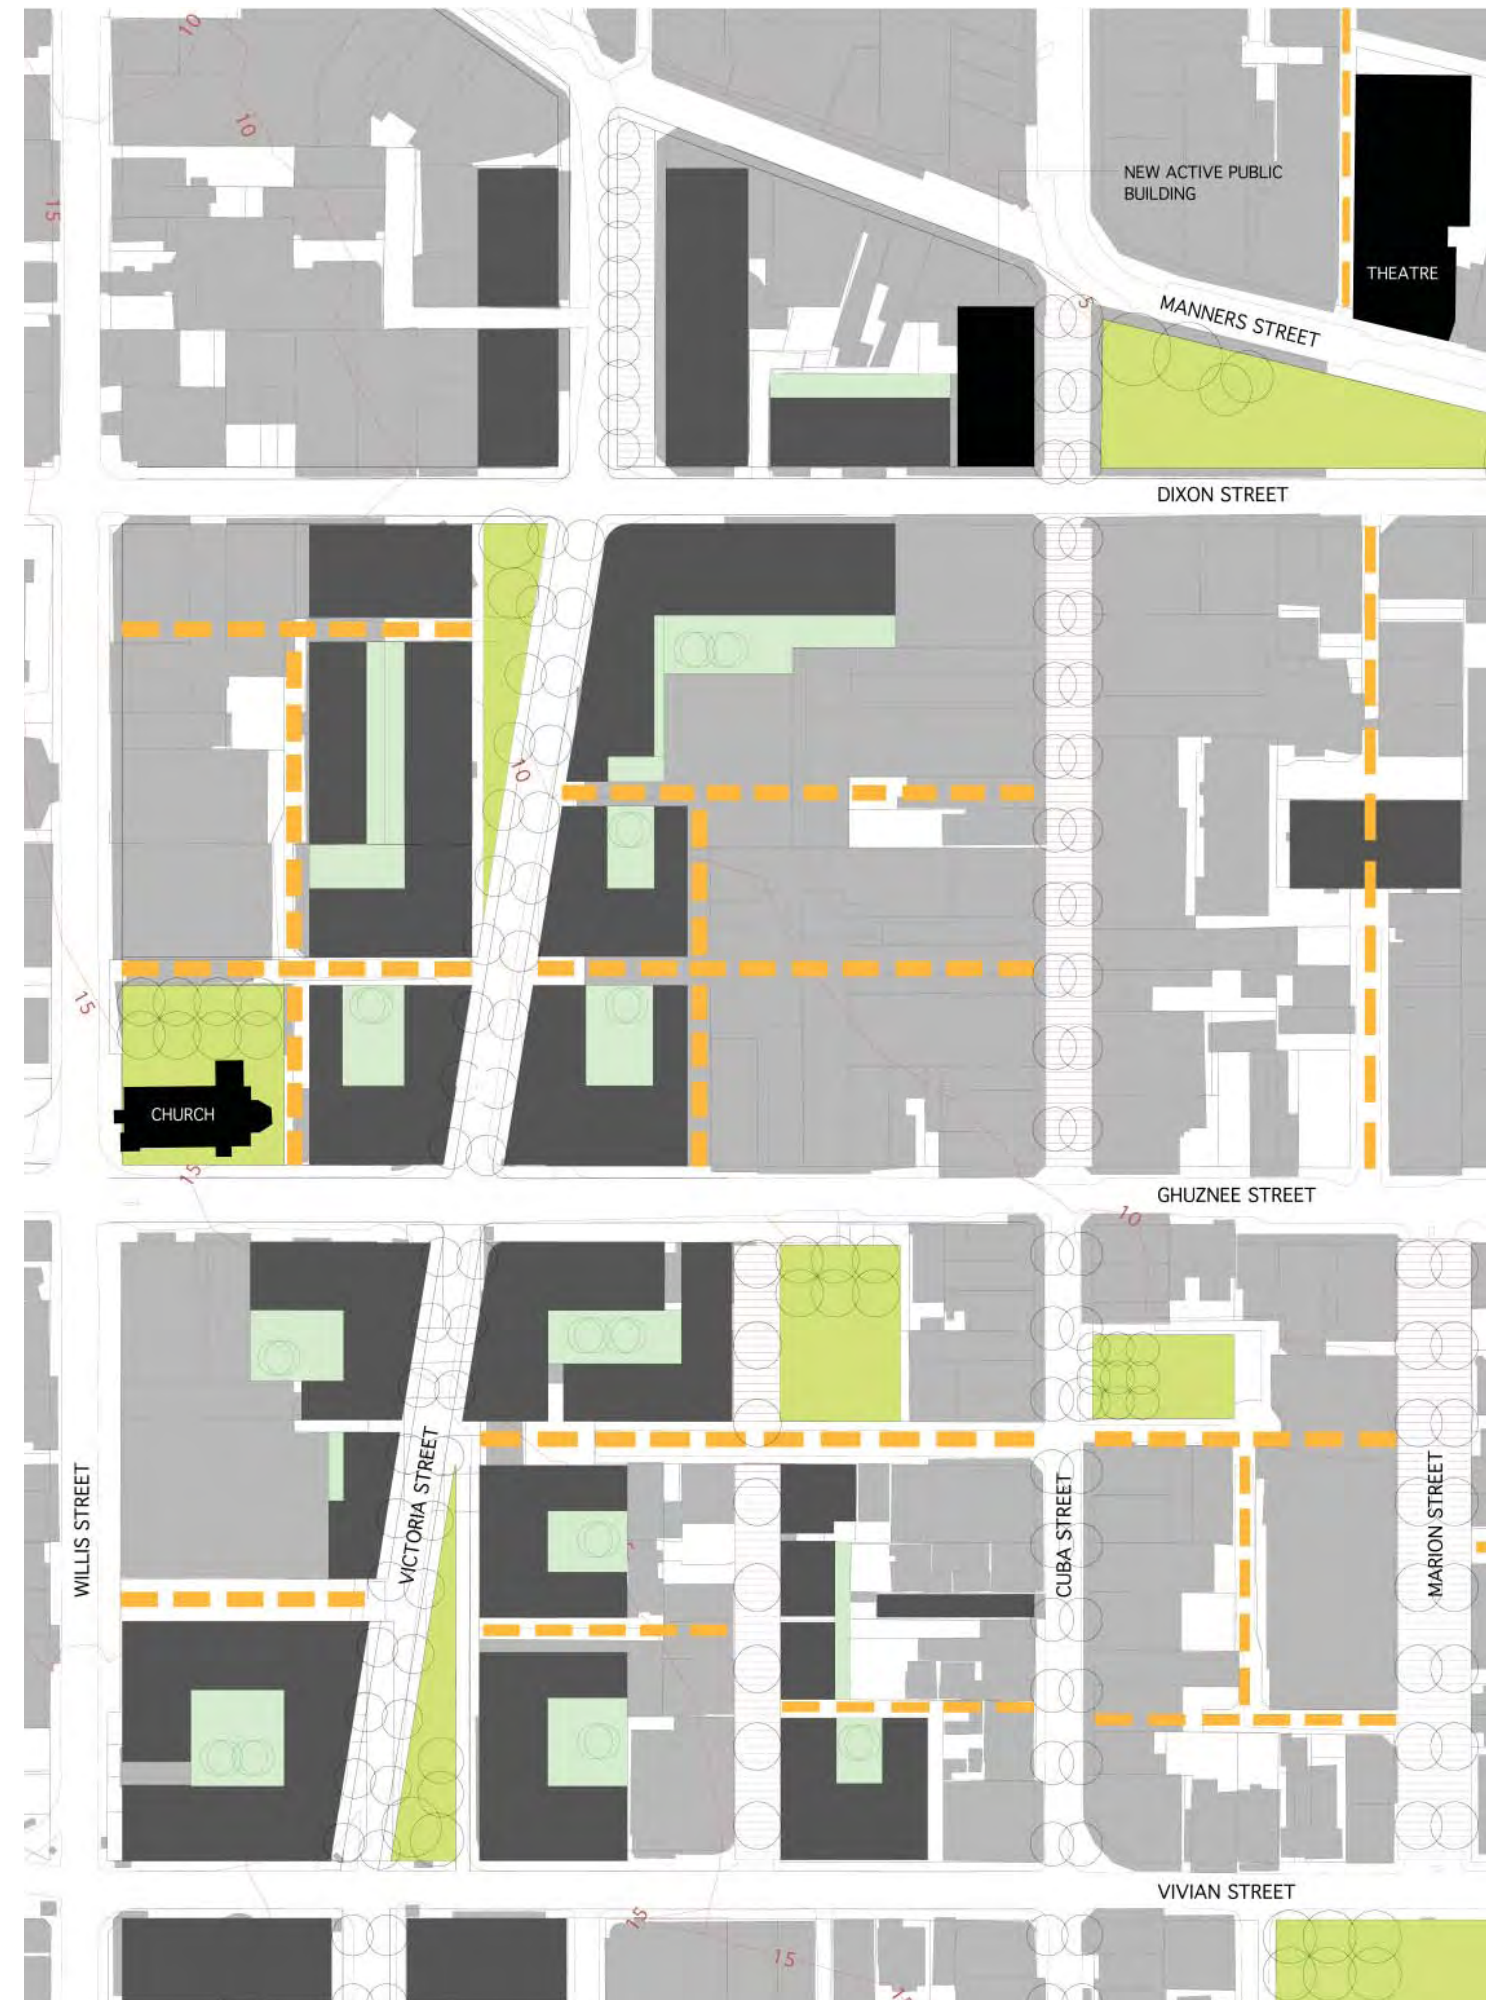 10
10
15
NEW ACTIVE PUBLIC
BUILDING
THEATRE
5
MANNERS STREET
DIXON STREET
10
15
CHURCH
15
GHUZNEE STREET
10
WILLIS STREET
VICTORIA STREET
CUBA STREET
MARION STREET
VIVIAN STREET
15
15